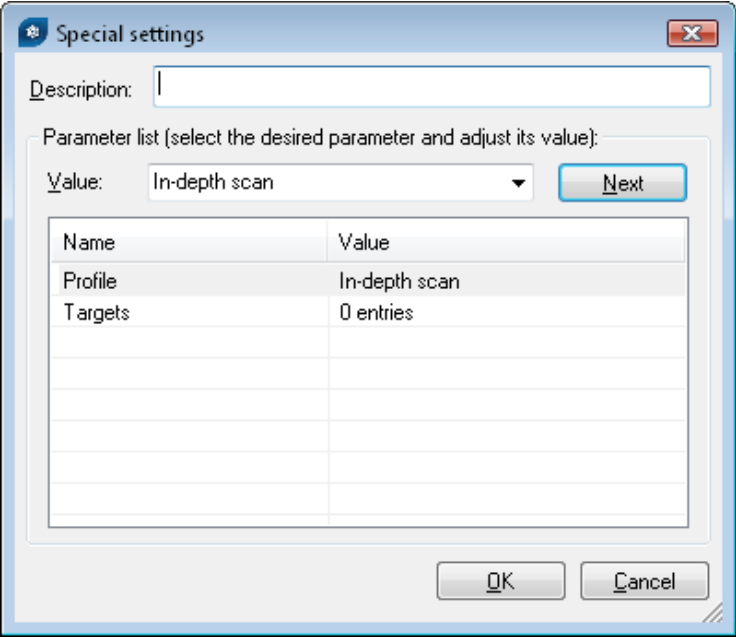 Special settings
Description:
Parameter list (select the desired parameter and adjust its value):
Value: In-depth scan Next
Name Value
Profile In-depth scan
Targets 0 entries
OK Cancel